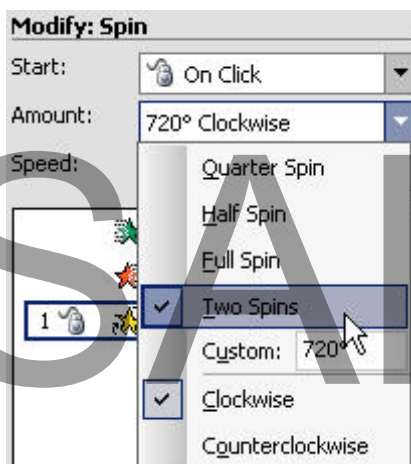 Modify: Spin
Start: On Click
Amount: 720° Clockwise
Speed:
Quarter Spin
Half Spin
Full Spin
Two Spins
1
Custom: 720°
Clockwise
Counterclockwise
SA